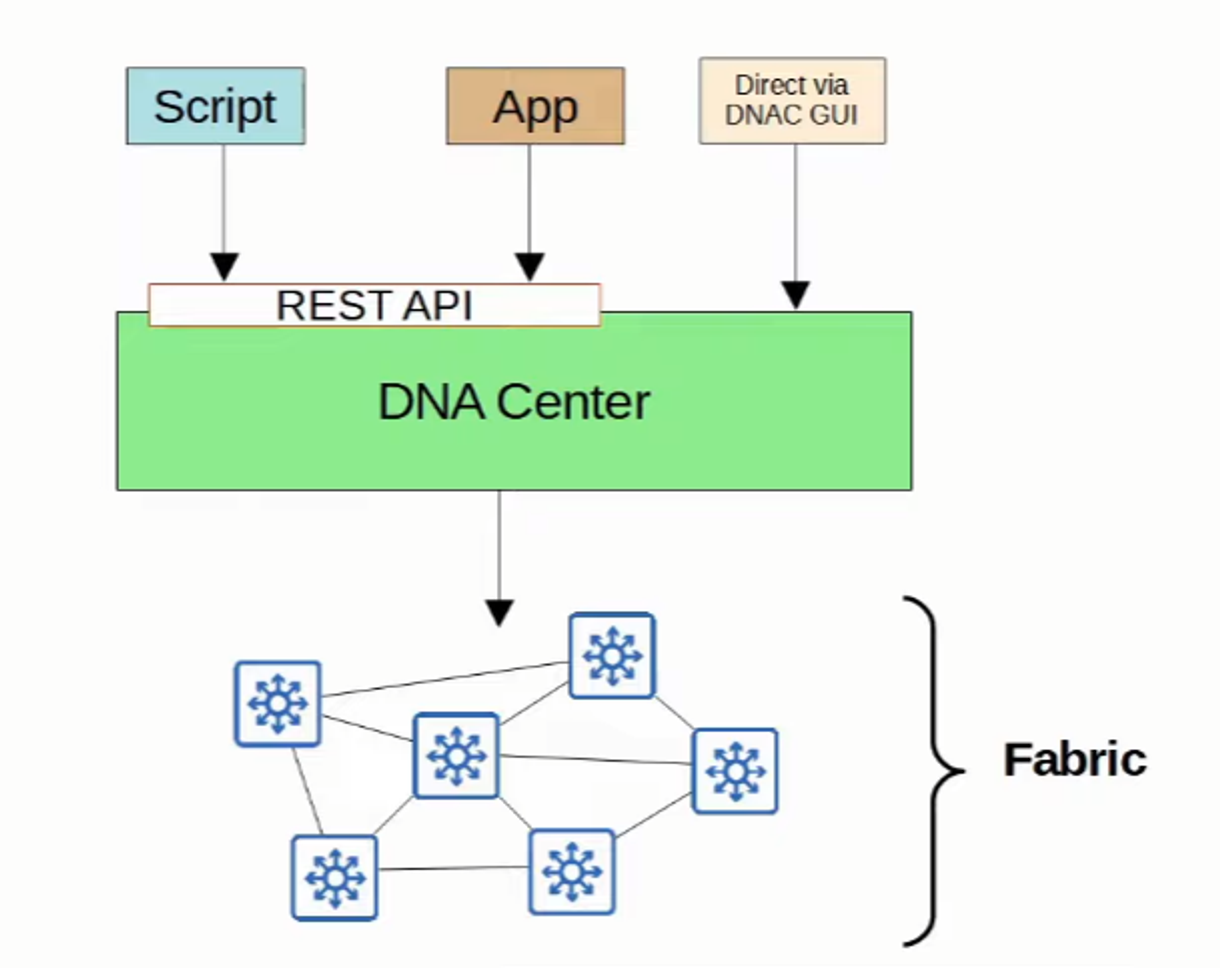 Script
App
Direct via
DNAC GUI
REST API
DNA Center
Fabric